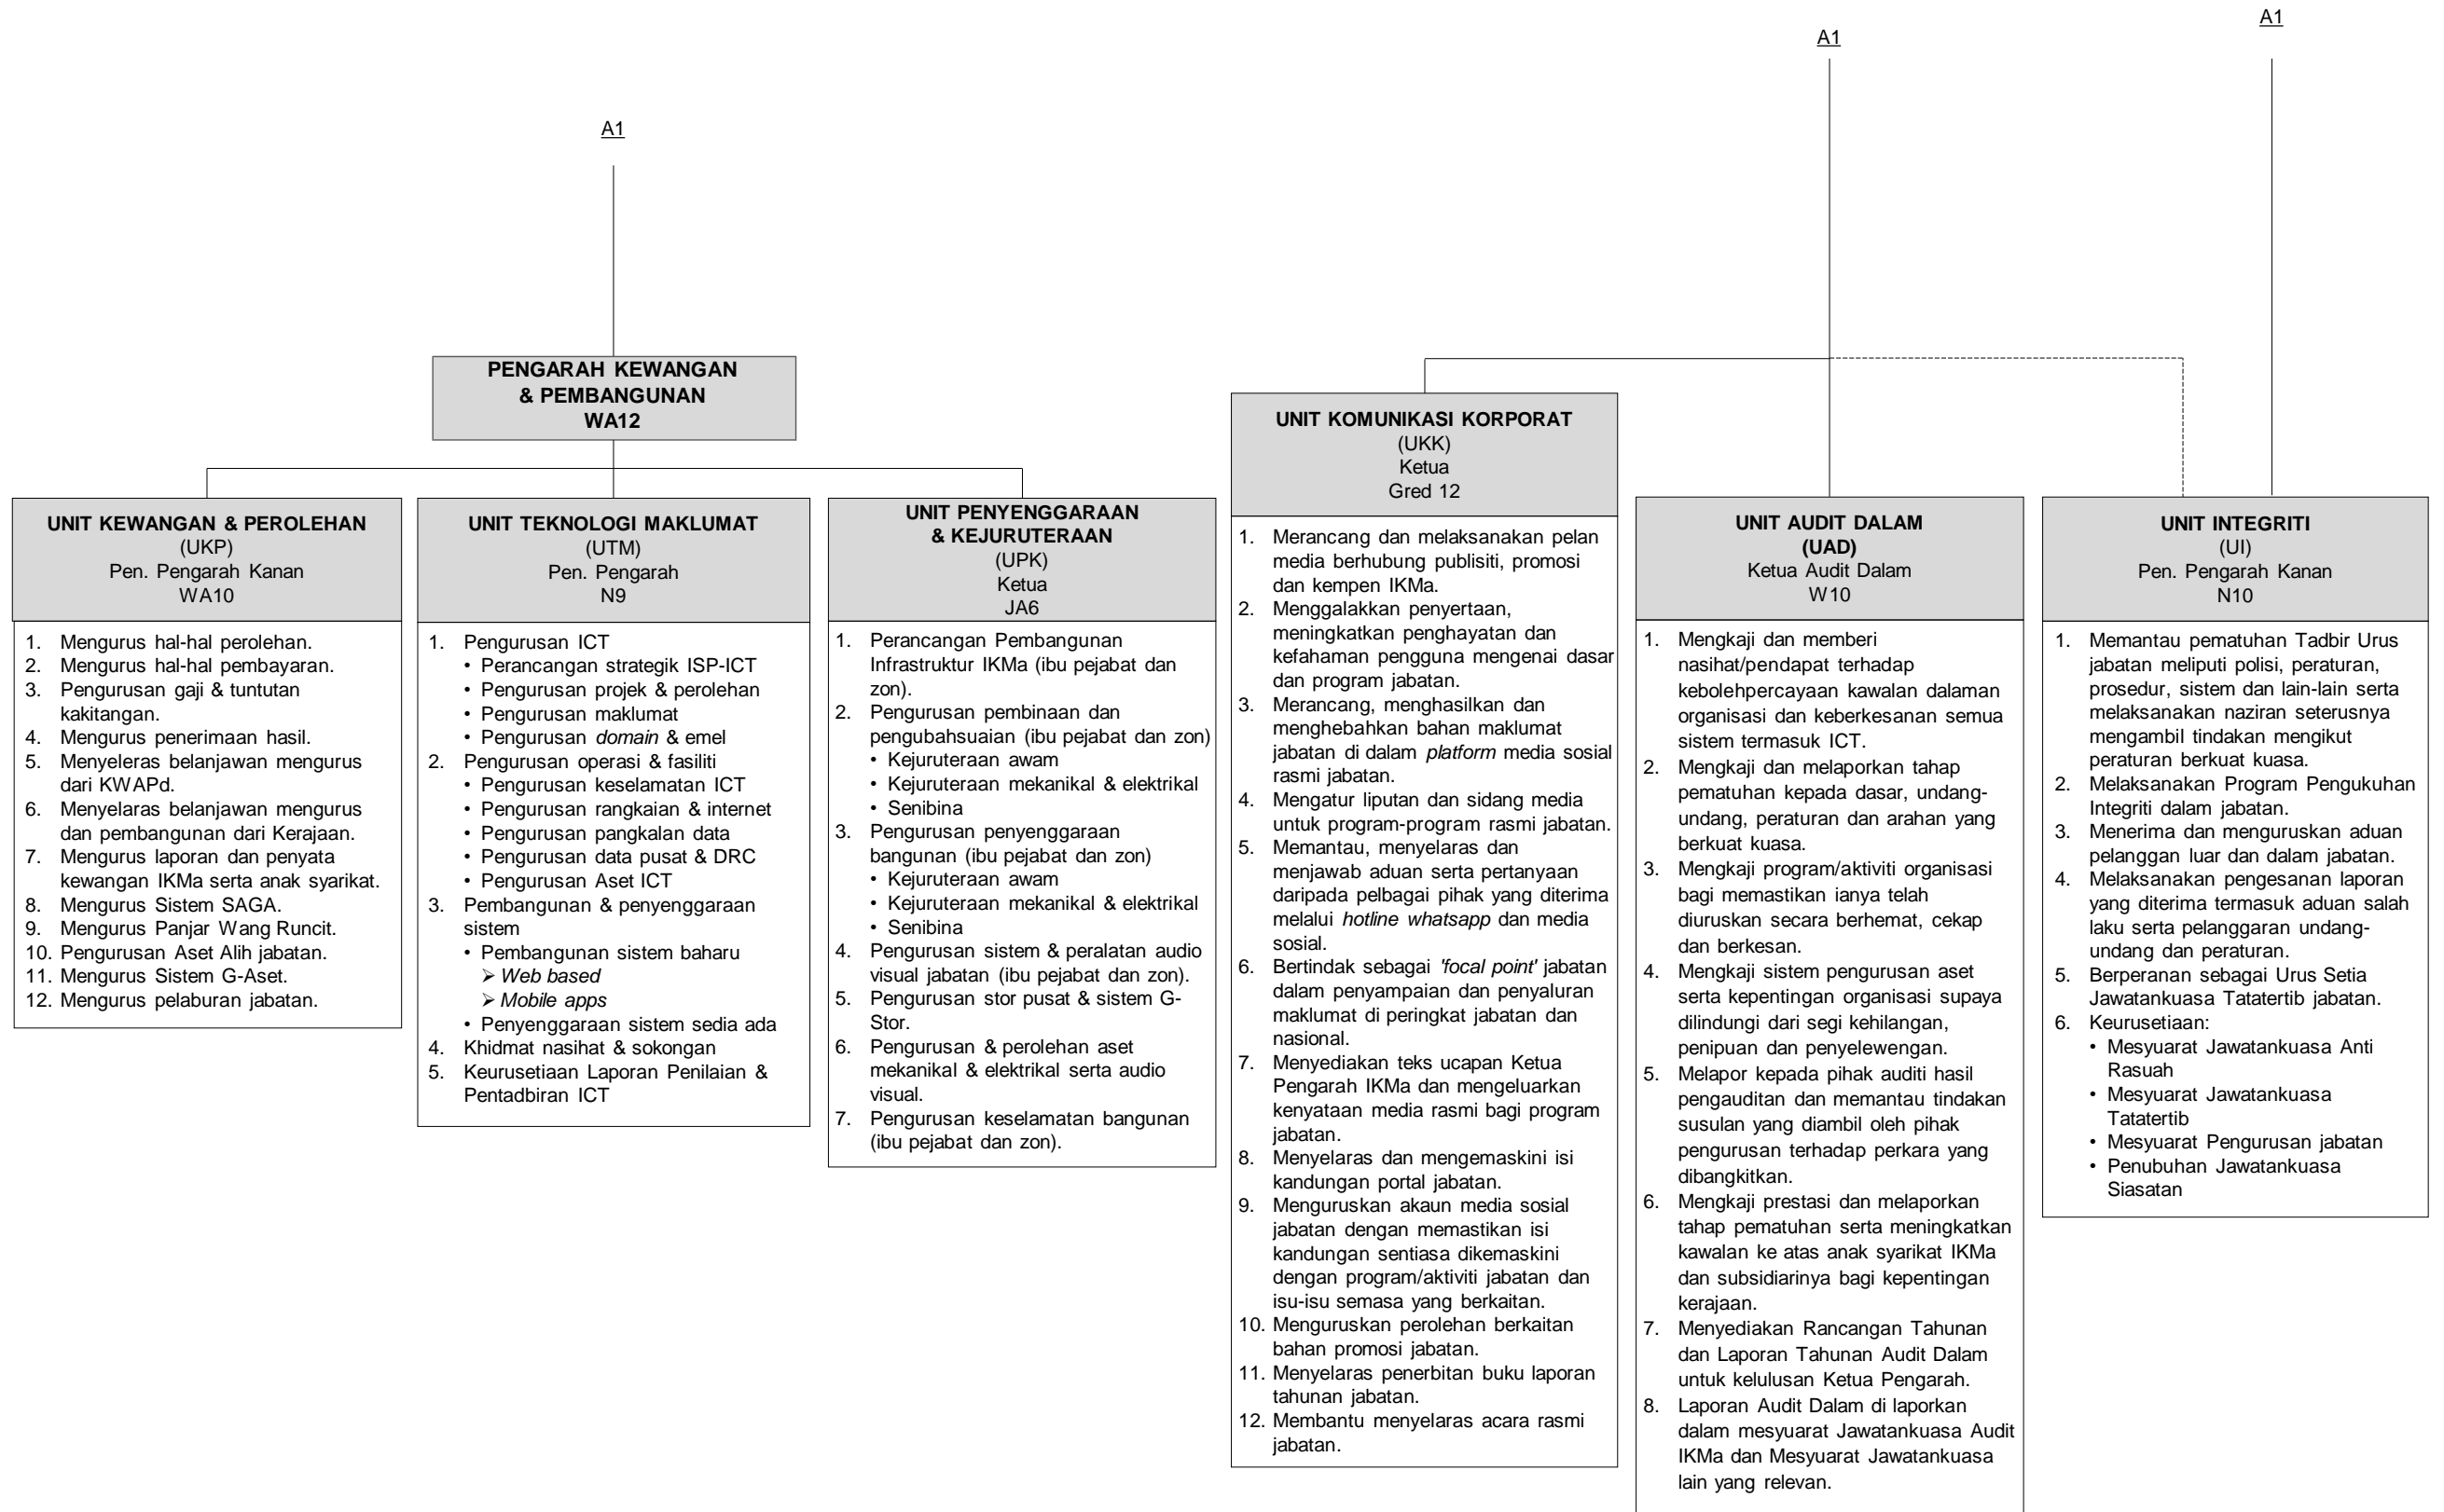 A1
A1
A1
PENGARAH KEWANGAN
& PEMBANGUNAN
WA12
UNIT KEWANGAN & PEROLEHAN
(UKP)
Pen. Pengarah Kanan
WA10
1. Mengurus hal-hal perolehan.
2. Mengurus hal-hal pembayaran.
3. Pengurusan gaji & tuntutan
kakitangan.
4. Mengurus penerimaan hasil.
5. Menyeleras belanjawan mengurus
dari KWAPd.
6. Menyelaras belanjawan mengurus
dan pembangunan dari Kerajaan.
7. Mengurus laporan dan penyata
kewangan IKMa serta anak syarikat.
8. Mengurus Sistem SAGA.
9. Mengurus Panjar Wang Runcit.
10. Pengurusan Aset Alih jabatan.
11. Mengurus Sistem G-Aset.
12. Mengurus pelaburan jabatan.
UNIT TEKNOLOGI MAKLUMAT
(UTM)
Pen. Pengarah
N9
1. Pengurusan ICT
• Perancangan strategik ISP-ICT
• Pengurusan projek & perolehan
• Pengurusan maklumat
• Pengurusan domain & emel
2. Pengurusan operasi & fasiliti
• Pengurusan keselamatan ICT
• Pengurusan rangkaian & internet
• Pengurusan pangkalan data
• Pengurusan data pusat & DRC
• Pengurusan Aset ICT
3. Pembangunan & penyenggaraan
sistem
• Pembangunan sistem baharu
➢ Web based
➢ Mobile apps
• Penyenggaraan sistem sedia ada
4. Khidmat nasihat & sokongan
5. Keurusetiaan Laporan Penilaian &
Pentadbiran ICT
UNIT PENYENGGARAAN
& KEJURUTERAAN
(UPK)
Ketua
JA6
1. Perancangan Pembangunan
Infrastruktur IKMa (ibu pejabat dan
zon).
2. Pengurusan pembinaan dan
pengubahsuaian (ibu pejabat dan zon)
• Kejuruteraan awam
• Kejuruteraan mekanikal & elektrikal
• Senibina
3. Pengurusan penyenggaraan
bangunan (ibu pejabat dan zon)
• Kejuruteraan awam
• Kejuruteraan mekanikal & elektrikal
• Senibina
4. Pengurusan sistem & peralatan audio
visual jabatan (ibu pejabat dan zon).
5. Pengurusan stor pusat & sistem G-
Stor.
6. Pengurusan & perolehan aset
mekanikal & elektrikal serta audio
visual.
7. Pengurusan keselamatan bangunan
(ibu pejabat dan zon).
UNIT KOMUNIKASI KORPORAT
(UKK)
Ketua
Gred 12
1. Merancang dan melaksanakan pelan
media berhubung publisiti, promosi
dan kempen IKMa.
2. Menggalakkan penyertaan,
meningkatkan penghayatan dan
kefahaman pengguna mengenai dasar
dan program jabatan.
3. Merancang, menghasilkan dan
menghebahkan bahan maklumat
jabatan di dalam platform media sosial
rasmi jabatan.
4. Mengatur liputan dan sidang media
untuk program-program rasmi jabatan.
5. Memantau, menyelaras dan
menjawab aduan serta pertanyaan
daripada pelbagai pihak yang diterima
melalui hotline whatsapp dan media
sosial.
6. Bertindak sebagai 'focal point' jabatan
dalam penyampaian dan penyaluran
maklumat di peringkat jabatan dan
nasional.
7. Menyediakan teks ucapan Ketua
Pengarah IKMa dan mengeluarkan
kenyataan media rasmi bagi program
jabatan.
8. Menyelaras dan mengemaskini isi
kandungan portal jabatan.
9. Menguruskan akaun media sosial
jabatan dengan memastikan isi
kandungan sentiasa dikemaskini
dengan program/aktiviti jabatan dan
isu-isu semasa yang berkaitan.
10. Menguruskan perolehan berkaitan
bahan promosi jabatan.
11. Menyelaras penerbitan buku laporan
tahunan jabatan.
12. Membantu menyelaras acara rasmi
jabatan.
UNIT AUDIT DALAM
(UAD)
Ketua Audit Dalam
W10
1. Mengkaji dan memberi
nasihat/pendapat terhadap
kebolehpercayaan kawalan dalaman
organisasi dan keberkesanan semua
sistem termasuk ICT.
2. Mengkaji dan melaporkan tahap
pematuhan kepada dasar, undang-
undang, peraturan dan arahan yang
berkuat kuasa.
3. Mengkaji program/aktiviti organisasi
bagi memastikan ianya telah
diuruskan secara berhemat, cekap
dan berkesan.
4. Mengkaji sistem pengurusan aset
serta kepentingan organisasi supaya
dilindungi dari segi kehilangan,
penipuan dan penyelewengan.
5. Melapor kepada pihak auditi hasil
pengauditan dan memantau tindakan
susulan yang diambil oleh pihak
pengurusan terhadap perkara yang
dibangkitkan.
6. Mengkaji prestasi dan melaporkan
tahap pematuhan serta meningkatkan
kawalan ke atas anak syarikat IKMa
dan subsidiarinya bagi kepentingan
kerajaan.
7. Menyediakan Rancangan Tahunan
dan Laporan Tahunan Audit Dalam
untuk kelulusan Ketua Pengarah.
8. Laporan Audit Dalam di laporkan
dalam mesyuarat Jawatankuasa Audit
IKMa dan Mesyuarat Jawatankuasa
lain yang relevan.
UNIT INTEGRITI
(UI)
Pen. Pengarah Kanan
N10
1. Memantau pematuhan Tadbir Urus
jabatan meliputi polisi, peraturan,
prosedur, sistem dan lain-lain serta
melaksanakan naziran seterusnya
mengambil tindakan mengikut
peraturan berkuat kuasa.
2. Melaksanakan Program Pengukuhan
Integriti dalam jabatan.
3. Menerima dan menguruskan aduan
pelanggan luar dan dalam jabatan.
4. Melaksanakan pengesanan laporan
yang diterima termasuk aduan salah
laku serta pelanggaran undang-
undang dan peraturan.
5. Berperanan sebagai Urus Setia
Jawatankuasa Tatatertib jabatan.
6. Keurusetiaan:
• Mesyuarat Jawatankuasa Anti
Rasuah
• Mesyuarat Jawatankuasa
Tatatertib
• Mesyuarat Pengurusan jabatan
• Penubuhan Jawatankuasa
Siasatan